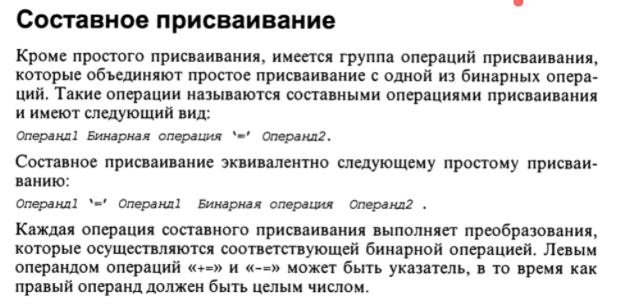 Составное присваивание
Кроме простого присваивания, имеется группа операций присваивания,
которые объединяют простое присваивание с одной из бинарных опера-
ций. Такие операции называются составными операциями присваивания
и имеют следующий вид:
Операнд1 Бинарная операция ‘=’ Операнд2.
Составное присваивание эквивалентно следующему простому присваи-
ванию:
Операнд1 ‘=’ Операнд1 Бинарная операция Операнд2 .
Каждая операция составного присваивания выполняет преобразования,
которые осуществляются соответствующей бинарной операцией. Левым
операндом операций «+=» и «-=» может быть указатель, в то время как
правый операнд должен быть целым числом.